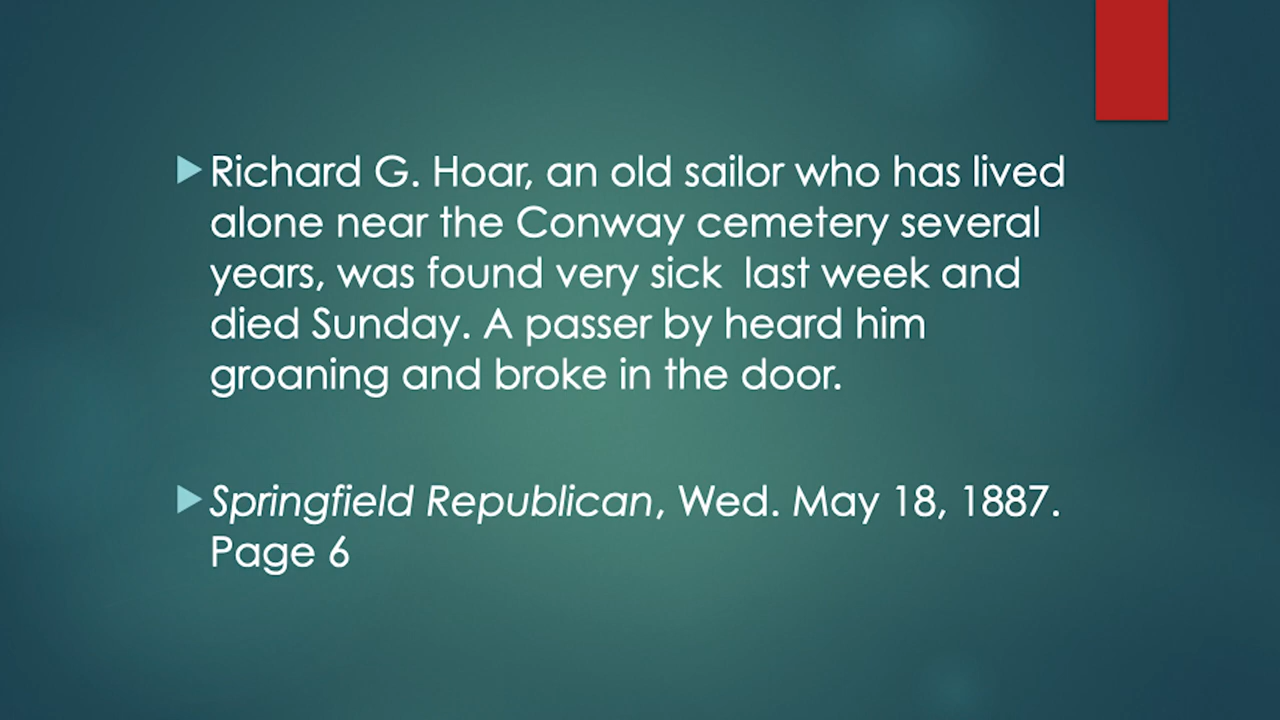 Richard G. Hoar, an old sailor who has lived
alone near the Conway cemetery several
years, was found very sick  last week and
died Sunday. A passer by heard him
groaning and broke in the door.
Springfield Republican, Wed. May 18, 1887.
Page 6